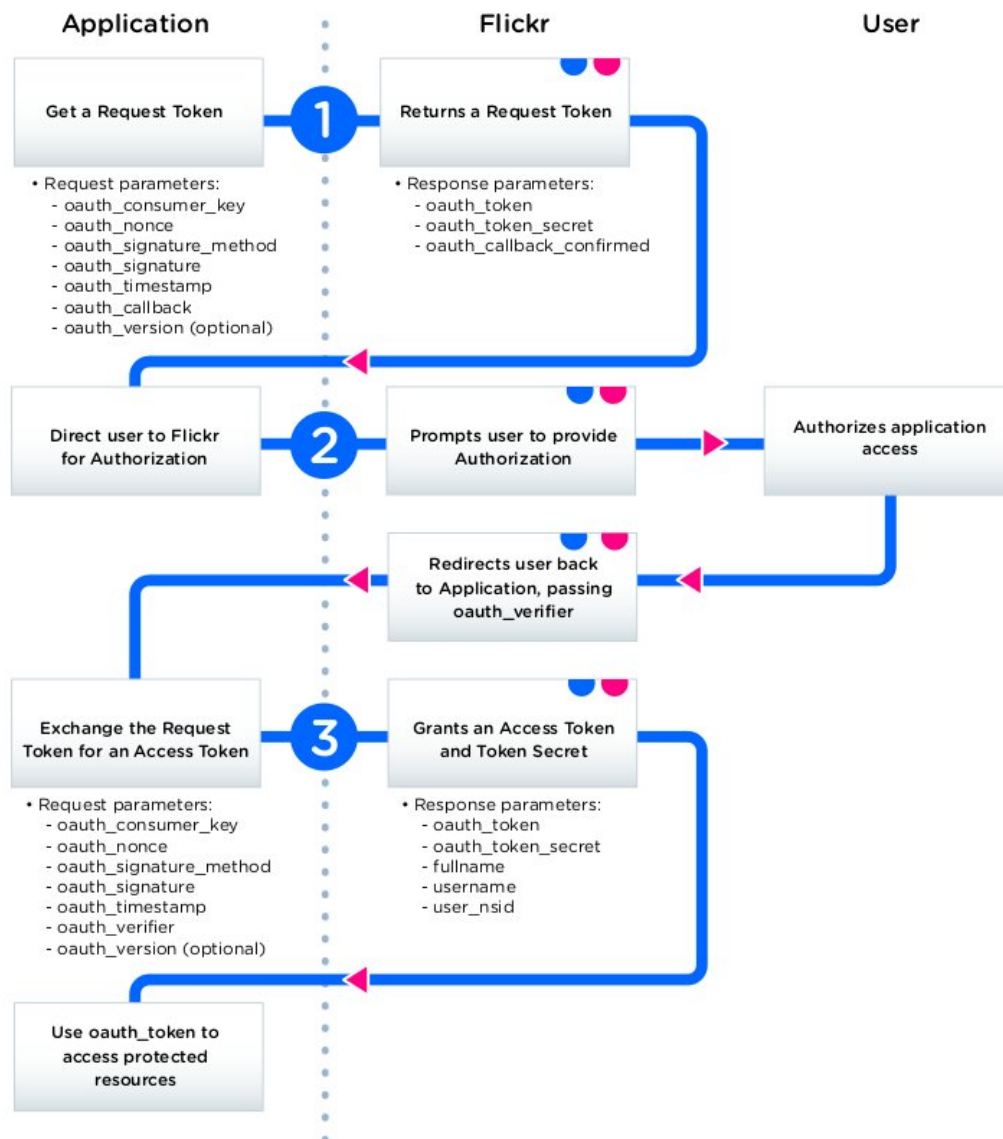 Application
Flickr
User
Get a Request Token
1
Returns a Request Token
• Request parameters:
- oauth_consumer_key
- oauth_nonce
- oauth_signature_method
- oauth_signature
- oauth_timestamp
- oauth_callback
- oauth_version (optional)
• Response parameters:
- oauth_token
- oauth_token_secret
- oauth_callback_confirmed
Direct user to Flickr
for Authorization
2
Prompts user to provide
Authorization
Authorizes application
access
Redirects user back
to Application, passing
oauth_verifier
Exchange the Request
Token for an Access Token
3
Grants an Access Token
and Token Secret
• Request parameters:
- oauth_consumer_key
- oauth_nonce
- oauth_signature_method
- oauth_signature
- oauth_timestamp
- oauth_verifier
- oauth_version (optional)
• Response parameters:
- oauth_token
- oauth_token_secret
- fullname
- username
- user_nsid
Use oauth_token to
access protected
resources